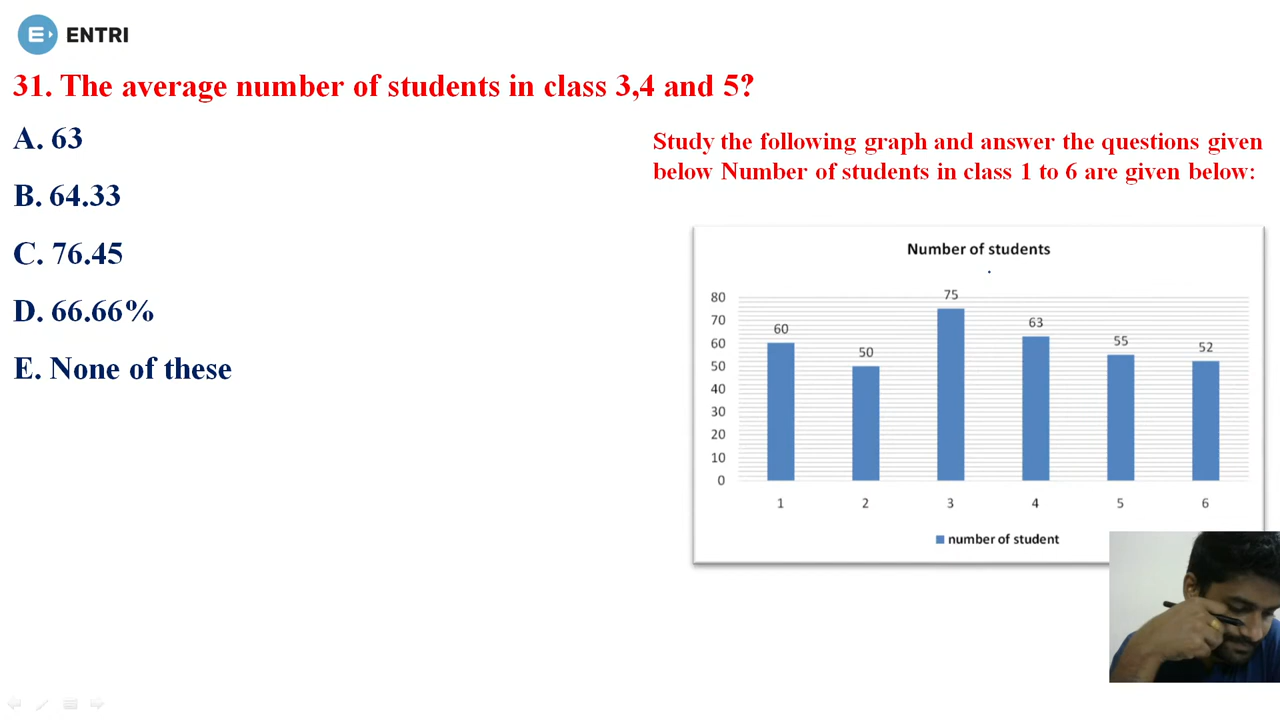 E ENTRI
31. The average number of students in class 3,4 and 5?
A. 63
B. 64.33
C. 76.45
D. 66.66%
E. None of these
Study the following graph and answer the questions given
below Number of students in class 1 to 6 are given below:
Number of students
80
70
60
50
40
30
20
10
0
60
50
75
63
55
52
1 2 3 4 5 6
number of student